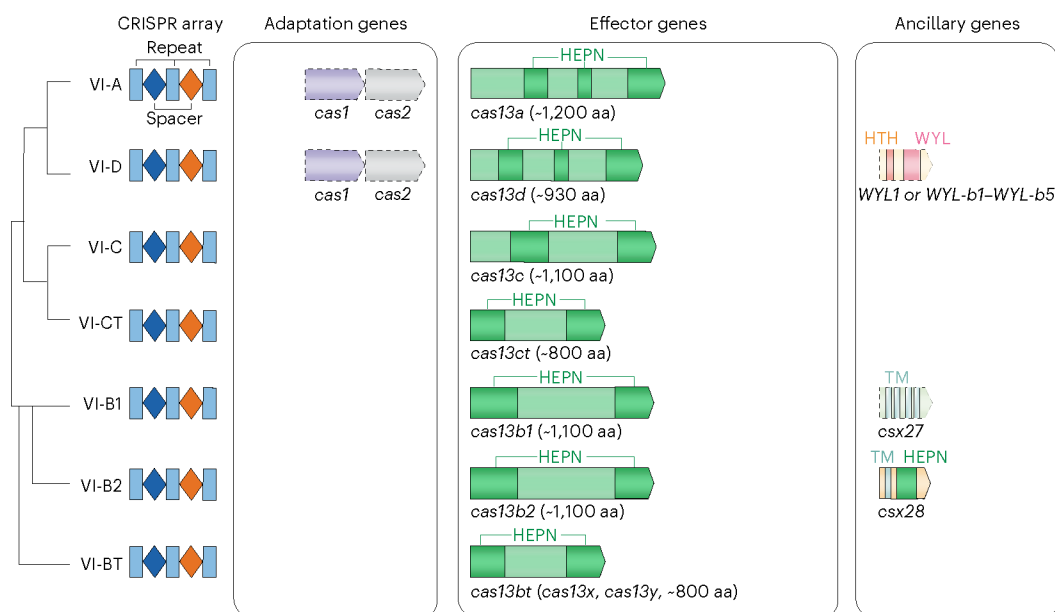 CRISPR array
Adaptation genes
Effector genes
Ancillary genes
Repeat
HEPN
VI-A
Spacer
cas1
cas2
cas13a (~1,200 aa)
HEPN
HTH
WYL
VI-D
cas1
cas2
cas13d (~930 aa)
WYL1 or WYL-b1–WYL-b5
HEPN
VI-C
cas13c (~1,100 aa)
HEPN
VI-CT
cas13ct (~800 aa)
HEPN
TM
VI-B1
cas13b1 (~1,100 aa)
csx27
HEPN
TM
HEPN
VI-B2
cas13b2 (~1,100 aa)
csx28
HEPN
VI-BT
cas13bt (cas13x, cas13y, ~800 aa)